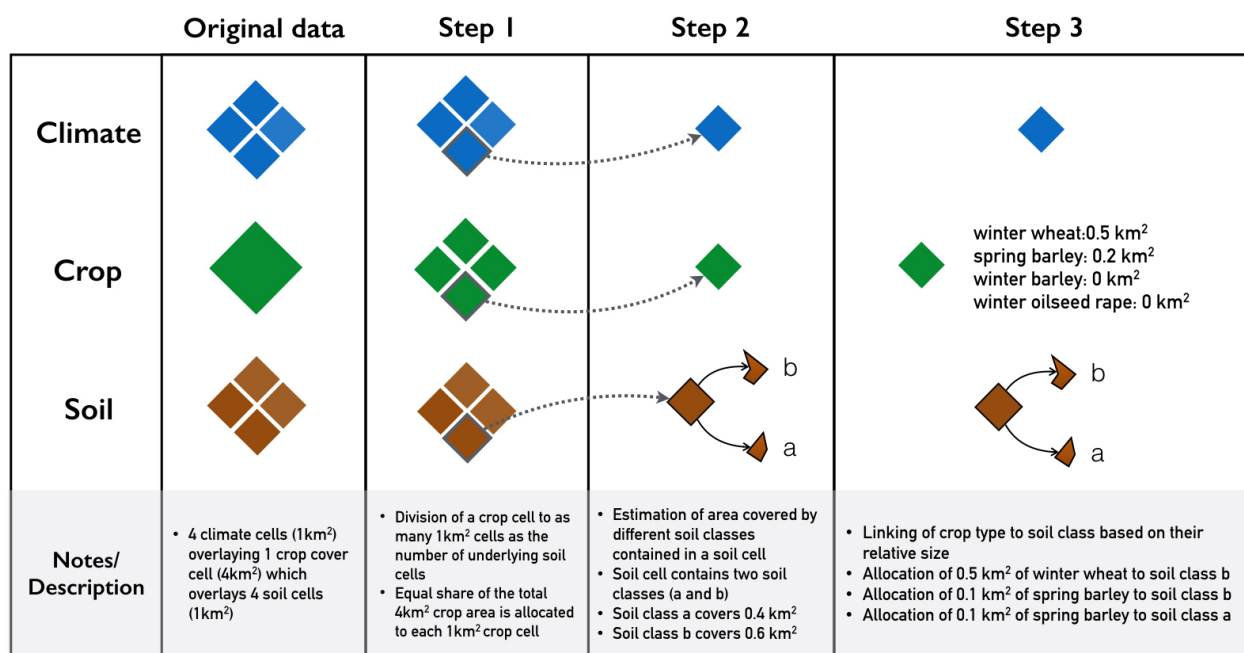 Original data
Step 1
Step 2
Step 3
Climate
Crop
winter wheat:0.5 km²
spring barley: 0.2 km²
winter barley: 0 km²
winter oilseed rape: 0 km²
Soil
b
a
b
a
Notes/
Description
• 4 climate cells (1km²)
overlaying 1 crop cover
cell (4km²) which
overlays 4 soil cells
(1km²)
• Division of a crop cell to as
many 1km² cells as the
number of underlying soil
cells
• Equal share of the total
4km² crop area is allocated
to each 1km² crop cell
• Estimation of area covered by
different soil classes
contained in a soil cell
• Soil cell contains two soil
classes (a and b)
• Soil class a covers 0.4 km²
• Soil class b covers 0.6 km²
• Linking of crop type to soil class based on their
relative size
• Allocation of 0.5 km² of winter wheat to soil class b
• Allocation of 0.1 km² of spring barley to soil class b
• Allocation of 0.1 km² of spring barley to soil class a